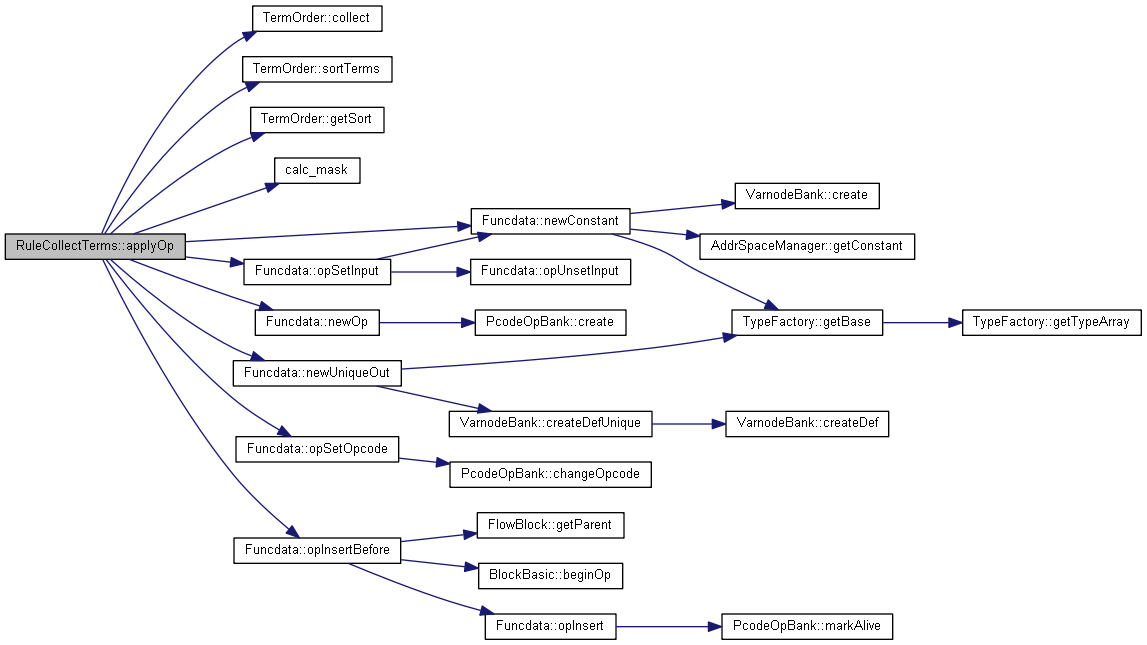 TermOrder::collect
TermOrder::sortTerms
TermOrder::getSort
calc_mask
VarnodeBank::create
Funcdata::newConstant
RuleCollectTerms::applyOp
AddrSpaceManager::getConstant
Funcdata::opSetInput
Funcdata::opUnsetInput
Funcdata::newOp
PcodeOpBank::create
TypeFactory::getBase
TypeFactory::getTypeArray
Funcdata::newUniqueOut
VarnodeBank::createDefUnique
VarnodeBank::createDef
Funcdata::opSetOpcode
PcodeOpBank::changeOpcode
FlowBlock::getParent
Funcdata::opInsertBefore
BlockBasic::beginOp
Funcdata::opInsert
PcodeOpBank::markAlive